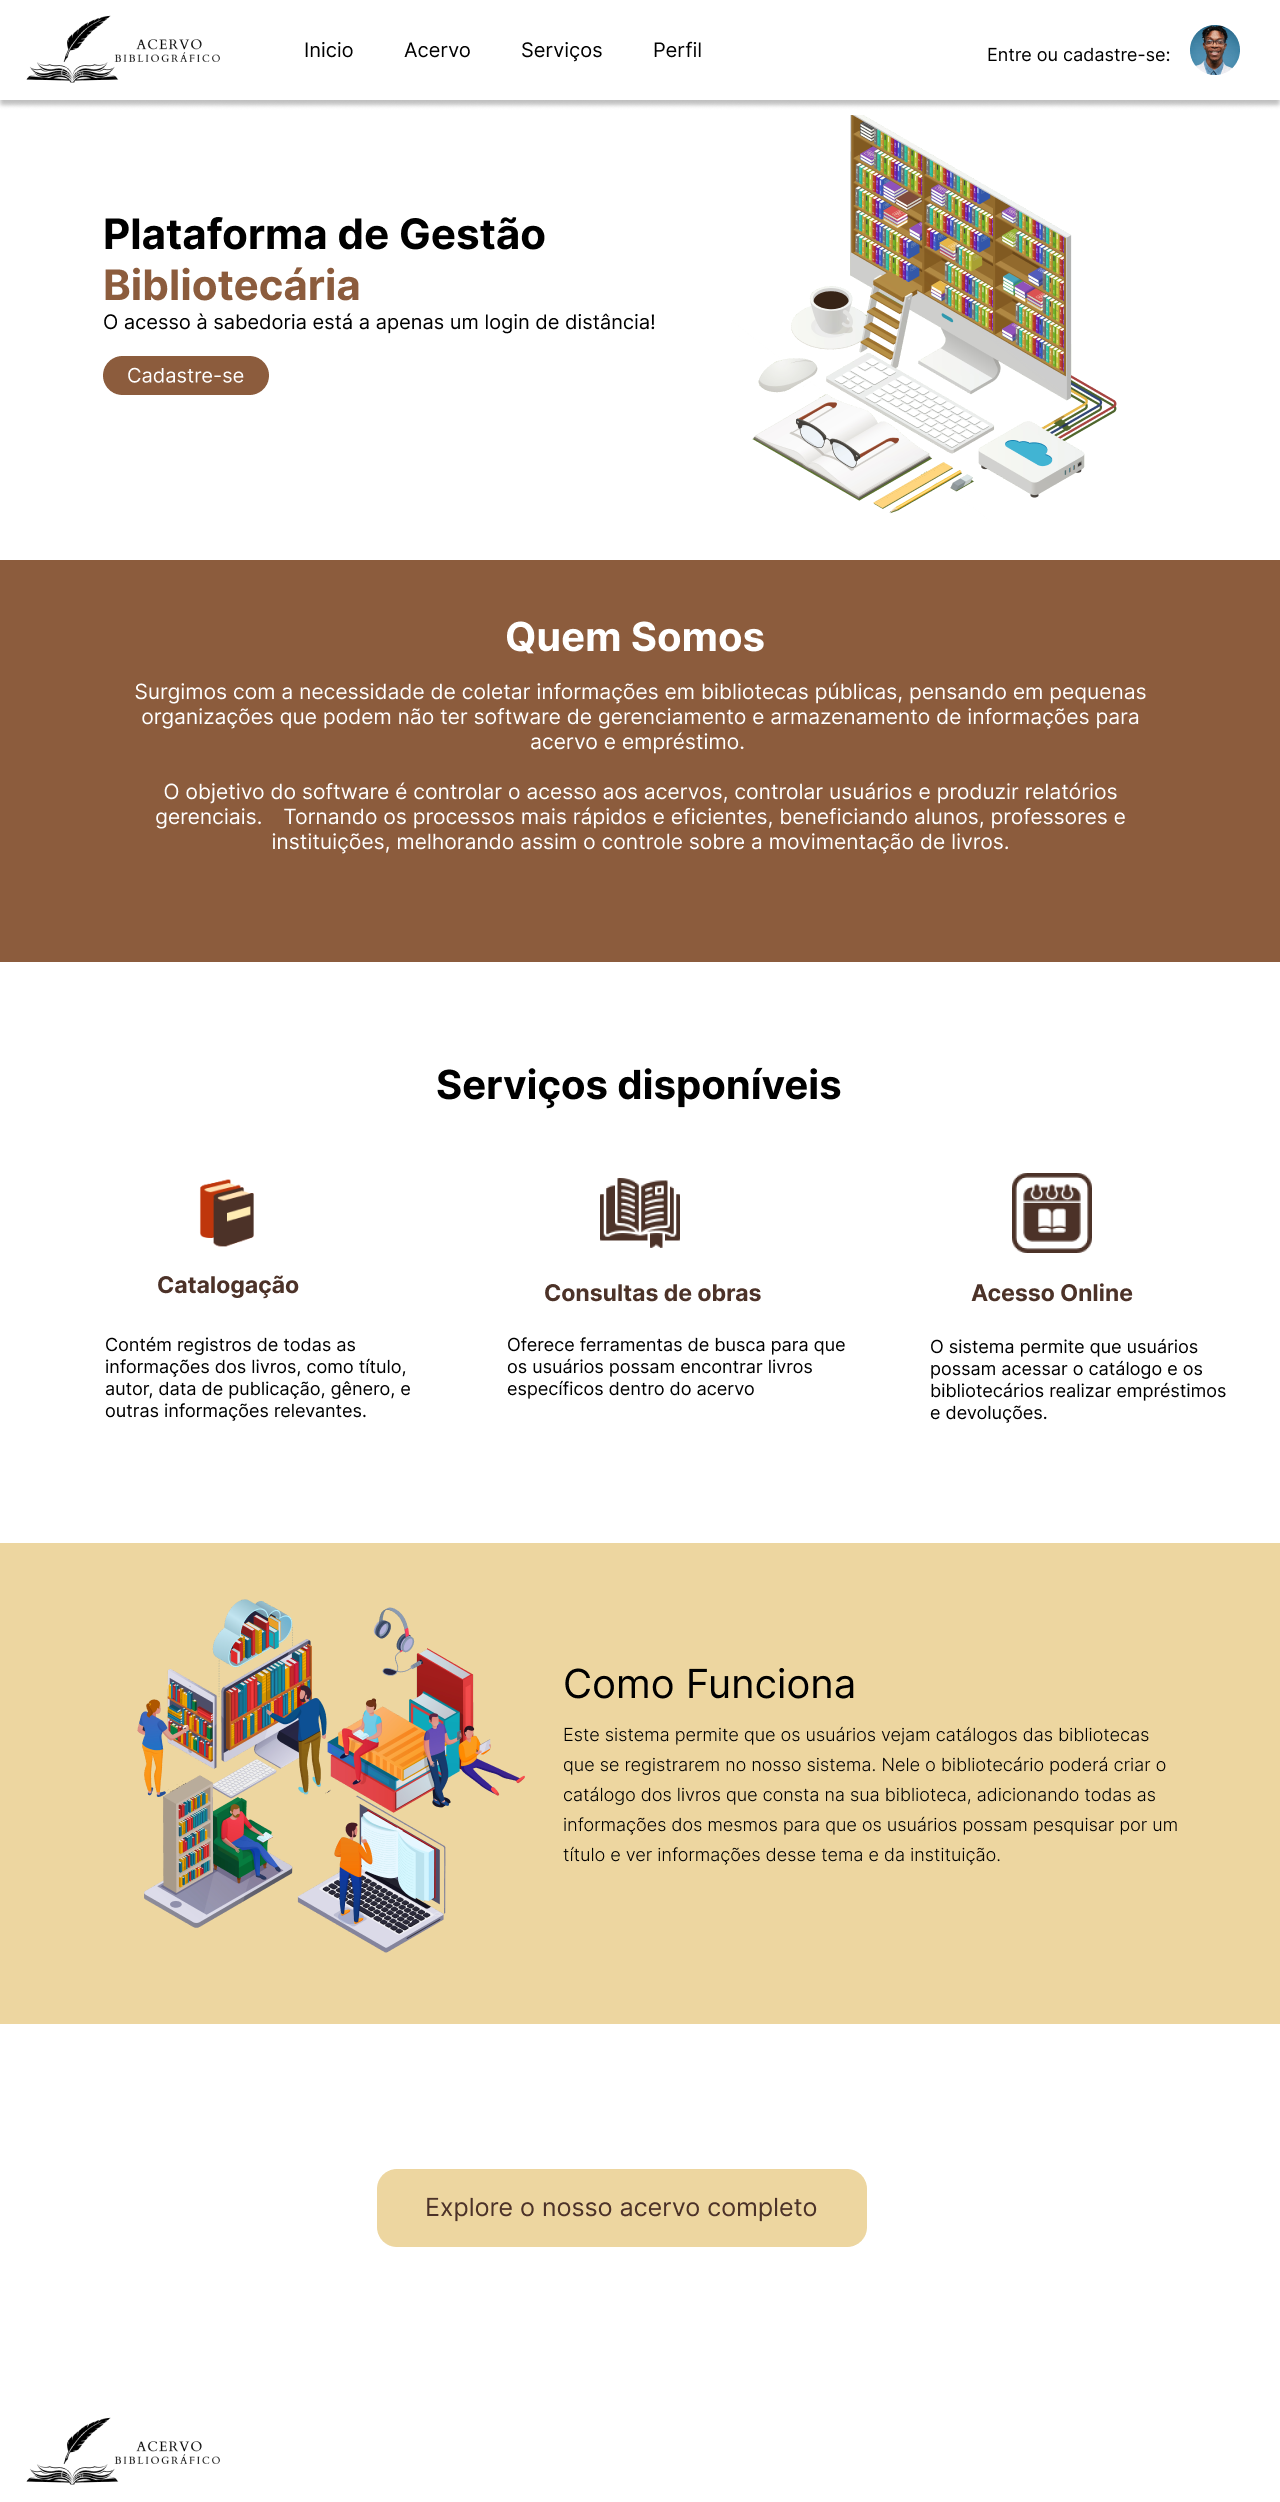 ACERVO
BIBLIOGRÁFICO
Inicio
Acervo
Serviços
Perfil
Entre ou cadastre-se:
Plataforma de Gestão
Bibliotecária
O acesso à sabedoria está a apenas um login de distância!
Cadastre-se
Quem Somos
Surgimos com a necessidade de coletar informações em bibliotecas públicas, pensando em pequenas
organizações que podem não ter software de gerenciamento e armazenamento de informações para
acervo e empréstimo.
O objetivo do software é controlar o acesso aos acervos, controlar usuários e produzir relatórios
gerenciais.   Tornando os processos mais rápidos e eficientes, beneficiando alunos, professores e
instituições, melhorando assim o controle sobre a movimentação de livros.
Serviços disponíveis
Catalogação
Contém registros de todas as
informações dos livros, como título,
autor, data de publicação, gênero, e
outras informações relevantes.
Consultas de obras
Oferece ferramentas de busca para que
os usuários possam encontrar livros
específicos dentro do acervo
Acesso Online
O sistema permite que usuários
possam acessar o catálogo e os
bibliotecários realizar empréstimos
e devoluções.
Como Funciona
Este sistema permite que os usuários vejam catálogos das bibliotecas
que se registrarem no nosso sistema. Nele o bibliotecário poderá criar o
catálogo dos livros que consta na sua biblioteca, adicionando todas as
informações dos mesmos para que os usuários possam pesquisar por um
título e ver informações desse tema e da instituição.
Explore o nosso acervo completo
ACERVO
BIBLIOGRÁFICO